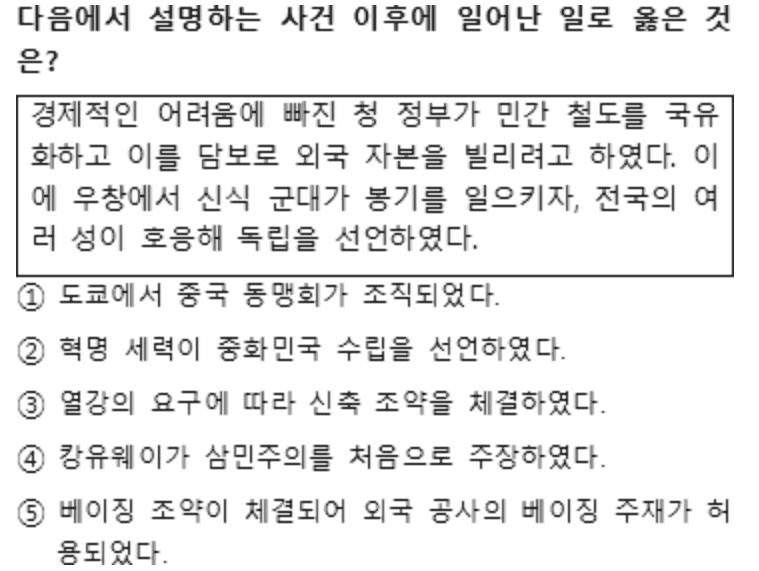 다음에서 설명하는 사건 이후에 일어난 일로 옳은 것
은?
경제적인 어려움에 빠진 청 정부가 민간 철도를 국유
화하고 이를 담보로 외국 자본을 빌리려고 하였다. 이
에 우창에서 신식 군대가 봉기를 일으키자, 전국의 여
러 성이 호응해 독립을 선언하였다.
① 도쿄에서 중국 동맹회가 조직되었다.
② 혁명 세력이 중화민국 수립을 선언하였다.
③ 열강의 요구에 따라 신축 조약을 체결하였다.
④ 캉유웨이가 삼민주의를 처음으로 주장하였다.
⑤ 베이징 조약이 체결되어 외국 공사의 베이징 주재가 허
용되었다.